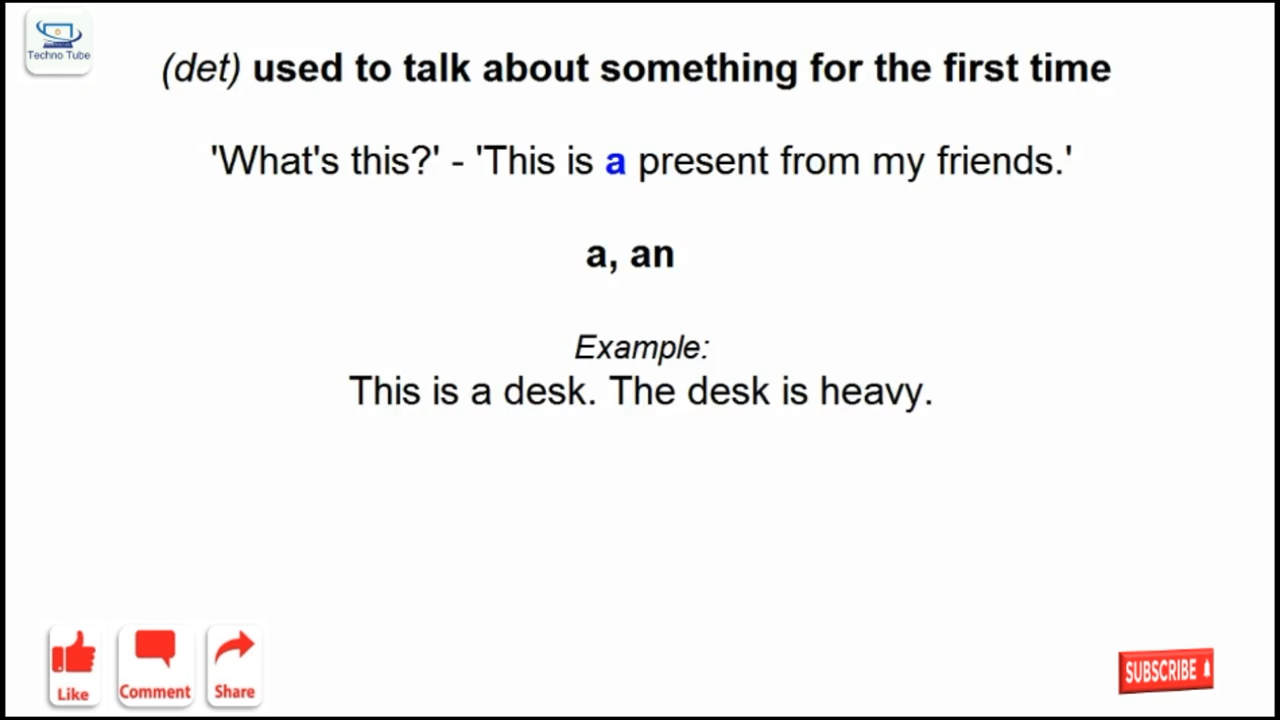 Techno Tube
(det) used to talk about something for the first time
'What's this?' - 'This is a present from my friends.'
a, an
Example:
This is a desk. The desk is heavy.
Like
Comment
Share
SUBSCRIBE